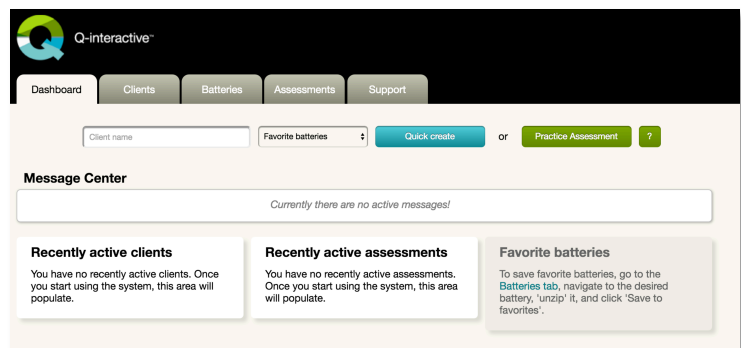 Q-interactive™
Dashboard
Clients
Batteries
Assessments
Support
Client name
Favorite batteries
Quick create
or
Practice Assessment
?
Message Center
Currently there are no active messages!
Recently active clients
You have no recently active clients. Once
you start using the system, this area will
populate.
Recently active assessments
You have no recently active assessments.
Once you start using the system, this area
will populate.
Favorite batteries
To save favorite batteries, go to the
Batteries tab, navigate to the desired
battery, 'unzip' it, and click 'Save to
favorites'.